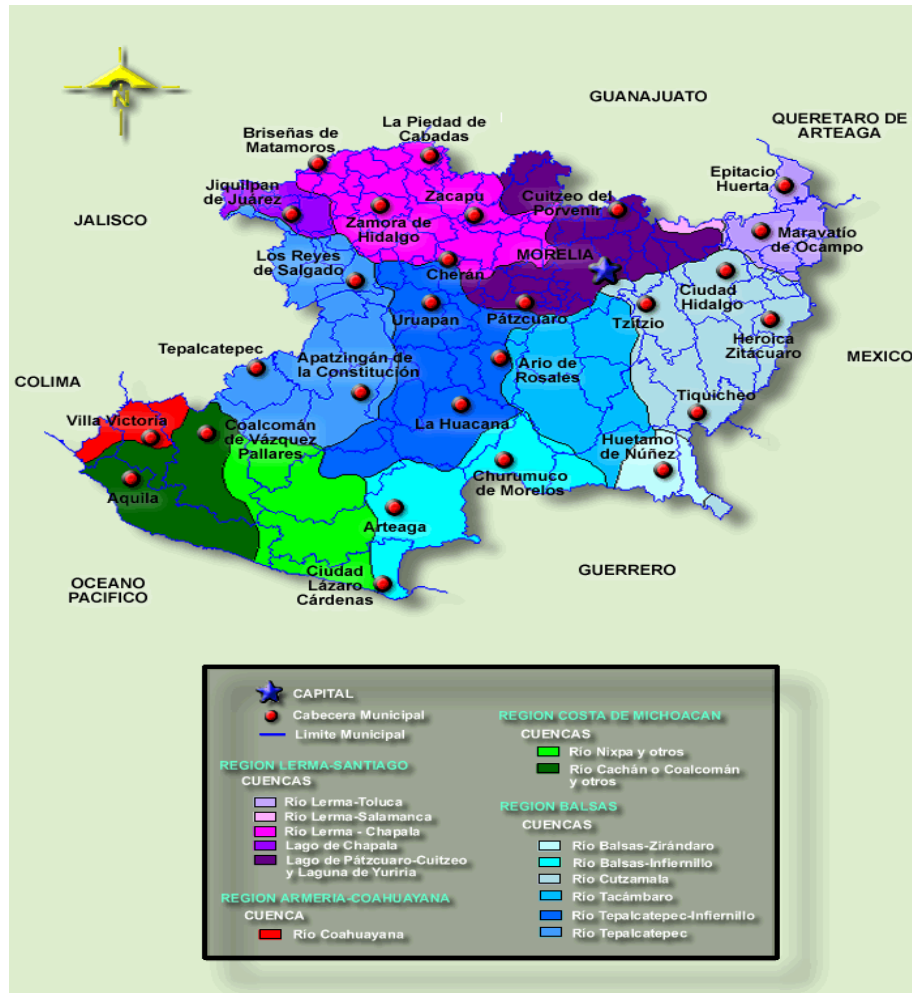 GUANAJUATO
QUERETARO DE
ARTEAGA
La Piedad de
Cabadas
Briseñas de
Matamoros
N
Epitacio
Huerta
Jiquilpan
de Juárez
Zacapu
Cuitzeo del
Porvenir
JALISCO
Zamora de
Hidalgo
Maravatío
de Ocampo
Los Reyes
de Salgado
Cherán
MORELIA
Ciudad
Hidalgo
Uruapan
Pátzcuaro
Tzitzio
Heroica
Zitácuaro
Tepalcatepec
Apatzingán de
la Constitución
Ario de
Rosales
MEXICO
COLIMA
Tiquicheo
Villa Victoria
Coalcomán
de Vázquez
Pallares
La Huacana
Huetamo
de Núñez
Churumuco
de Morelos
Aquila
Arteaga
OCEANO
PACIFICO
Ciudad
Lázaro
Cárdenas
GUERRERO
CAPITAL
Cabecera Municipal
Limite Municipal
REGION LERMA-SANTIAGO
CUENCAS
Río Lerma-Toluca
Río Lerma-Salamanca
Río Lerma - Chapala
Lago de Chapala
Lago de Pátzcuaro-Cuitzeo
y Laguna de Yuriria
REGION ARMERIA-COAHUAYANA
CUENCA
Río Coahuayana
REGION COSTA DE MICHOACAN
CUENCAS
Río Nixpa y otros
Río Cachán o Coalcomán
y otros
REGION BALSAS
CUENCAS
Río Balsas-Zirándaro
Río Balsas-Infiernillo
Río Cutzamala
Río Tacámbaro
Río Tepalcatepec-Infiernillo
Río Tepalcatepec